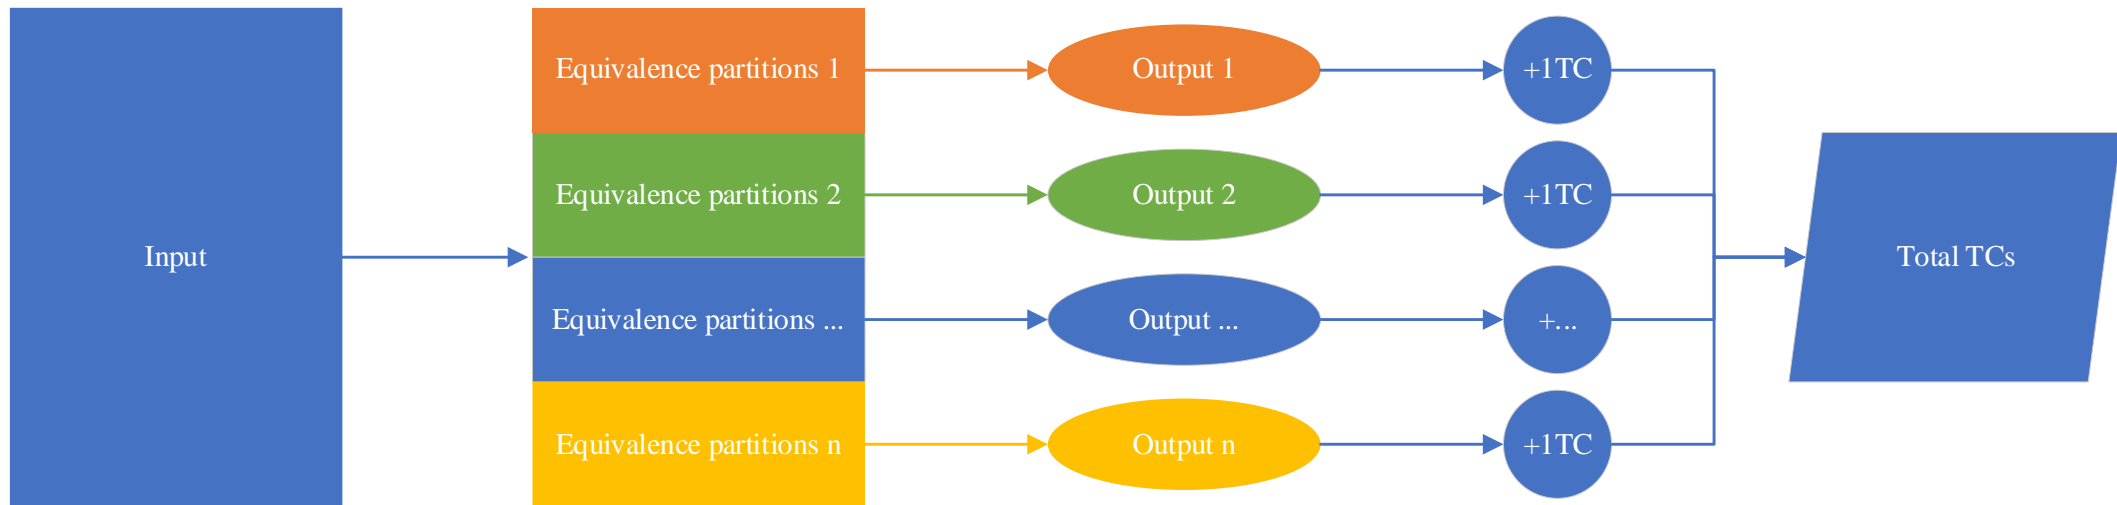 Input
Equivalence partitions 1
Output 1
+1TC
Equivalence partitions 2
Output 2
+1TC
Equivalence partitions ...
Output ...
+...
Equivalence partitions n
Output n
+1TC
Total TCs